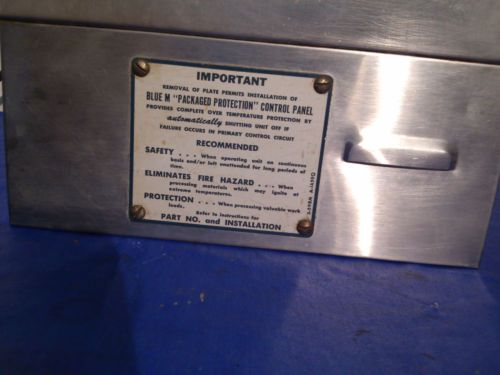 IMPORTANT
REMOVAL OF PLATE PERMITS INSTALLATION OF
BLUE M "PACKAGED PROTECTION" CONTROL PANEL
PROVIDES COMPLETE OVER TEMPERATURE PROTECTION BY
automatically SHUTTING UNIT OFF IF
FAILURE OCCURS IN PRIMARY CONTROL CIRCUIT
RECOMMENDED
SAFETY . . . When operating unit on continuous
basis and/or left unattended for long periods of
time.
ELIMINATES FIRE HAZARD . . . When
processing materials which may ignite at
extreme temperatures.
PROTECTION . . . When processing valuable work
loads.
Refer to Instructions for
PART NO. and INSTALLATION